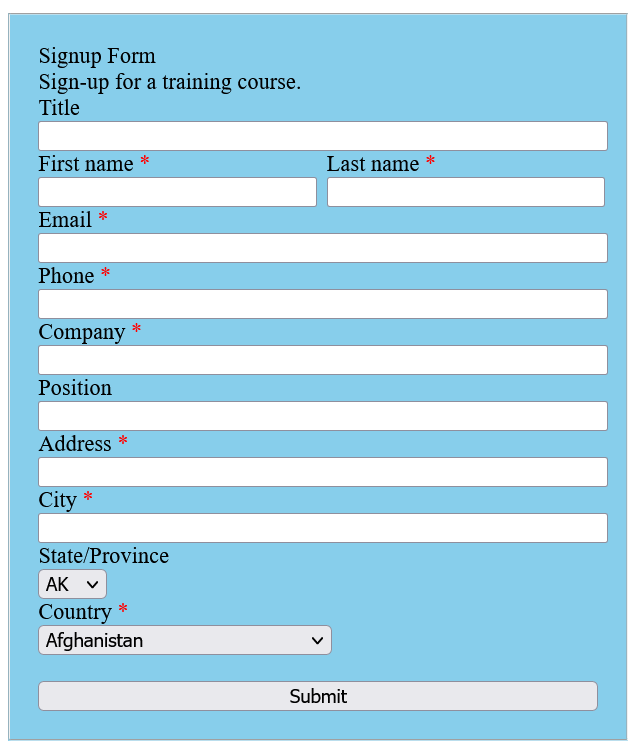 Signup Form
Sign-up for a training course.
Title
First name * Last name *
Email *
Phone *
Company *
Position
Address *
City *
State/Province
AK
Country *
Afghanistan
Submit